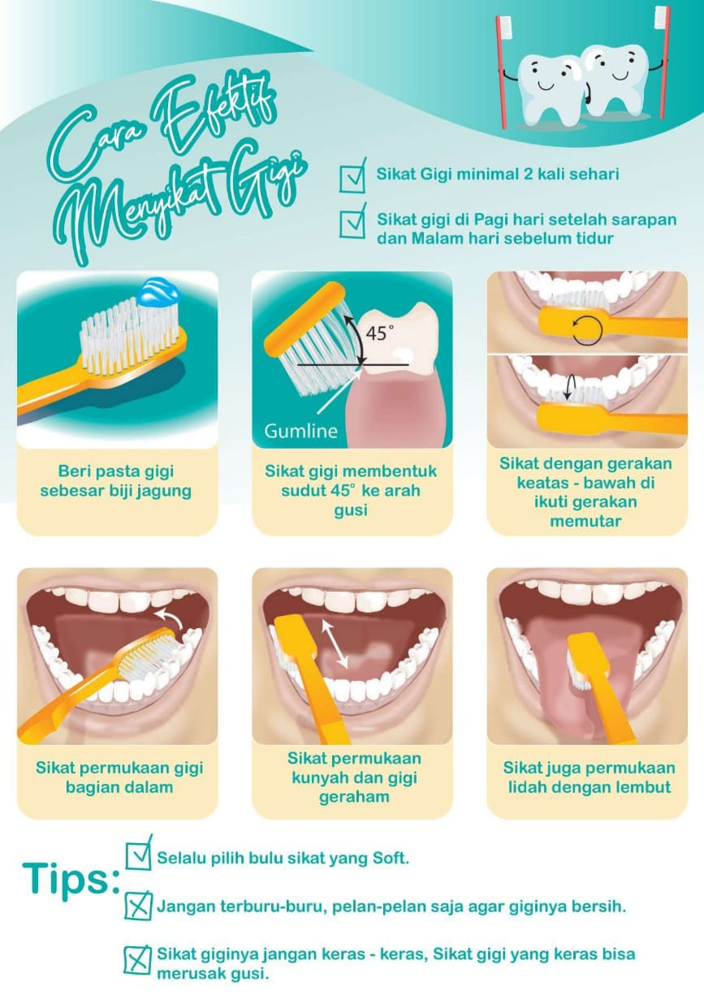 Cara Efektif
Menyikat Gigi
Sikat Gigi minimal 2 kali sehari
Sikat gigi di Pagi hari setelah sarapan
dan Malam hari sebelum tidur
45°
Gumline
Beri pasta gigi
sebesar biji jagung
Sikat gigi membentuk
sudut 45° ke arah
gusi
Sikat dengan gerakan
keatas - bawah di
ikuti gerakan
memutar
Sikat permukaan gigi
bagian dalam
Sikat permukaan
kunyah dan gigi
geraham
Sikat juga permukaan
lidah dengan lembut
Tips:
Selalu pilih bulu sikat yang Soft.
Jangan terburu-buru, pelan-pelan saja agar giginya bersih.
Sikat giginya jangan keras - keras, Sikat gigi yang keras bisa
merusak gusi.